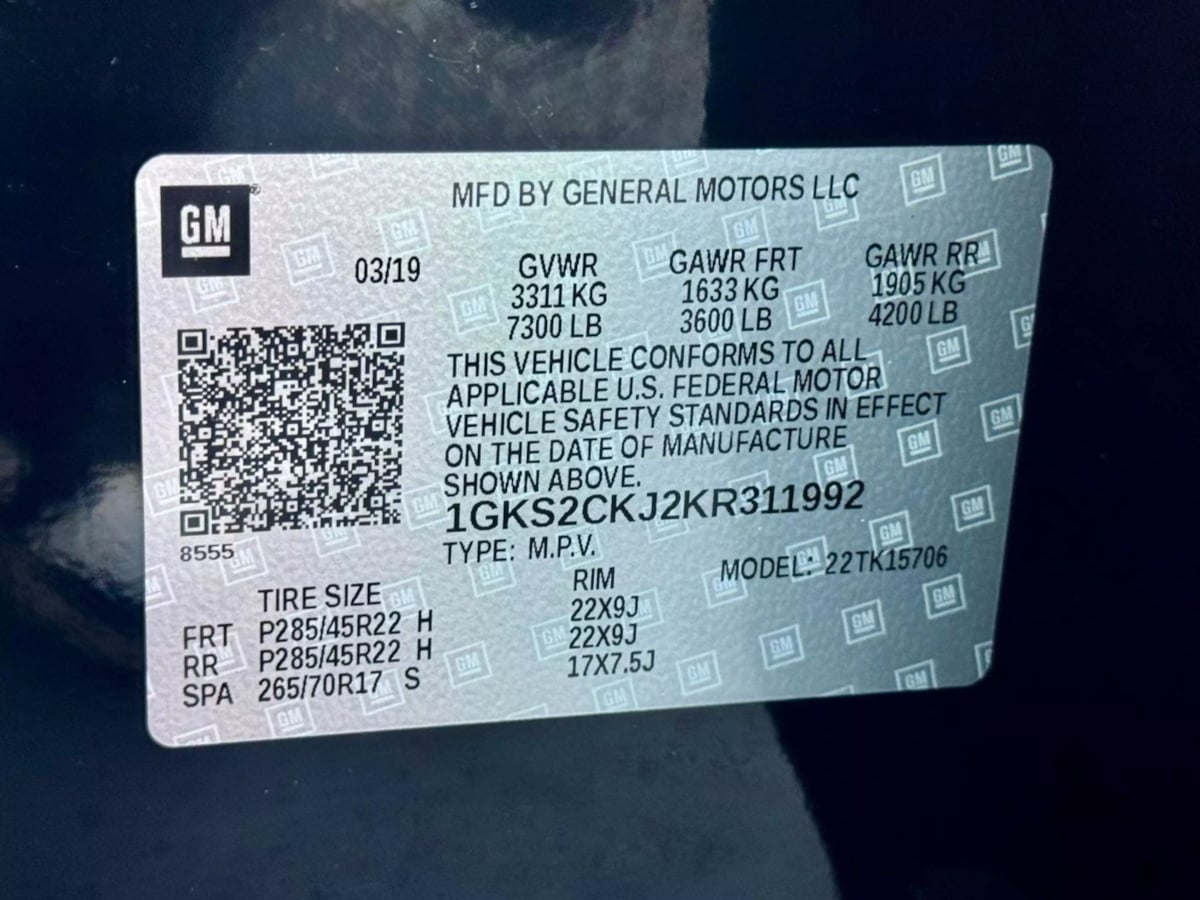 GM
MFD BY GENERAL MOTORS LLC
03/19
GVWR GAWR FRT GAWR RR
3311 KG 1633 KG 1905 KG
7300 LB 3600 LB 4200 LB
THIS VEHICLE CONFORMS TO ALL
APPLICABLE U.S. FEDERAL MOTOR
VEHICLE SAFETY STANDARDS IN EFFECT
ON THE DATE OF MANUFACTURE
SHOWN ABOVE.
1GKS2CKJ2KR311992
8555
TYPE: M.P.V. MODEL: 22TK15706
TIRE SIZE RIM
FRT P285/45R22 H 22X9J
RR P285/45R22 H 22X9J
SPA 265/70R17 S 17X7.5J